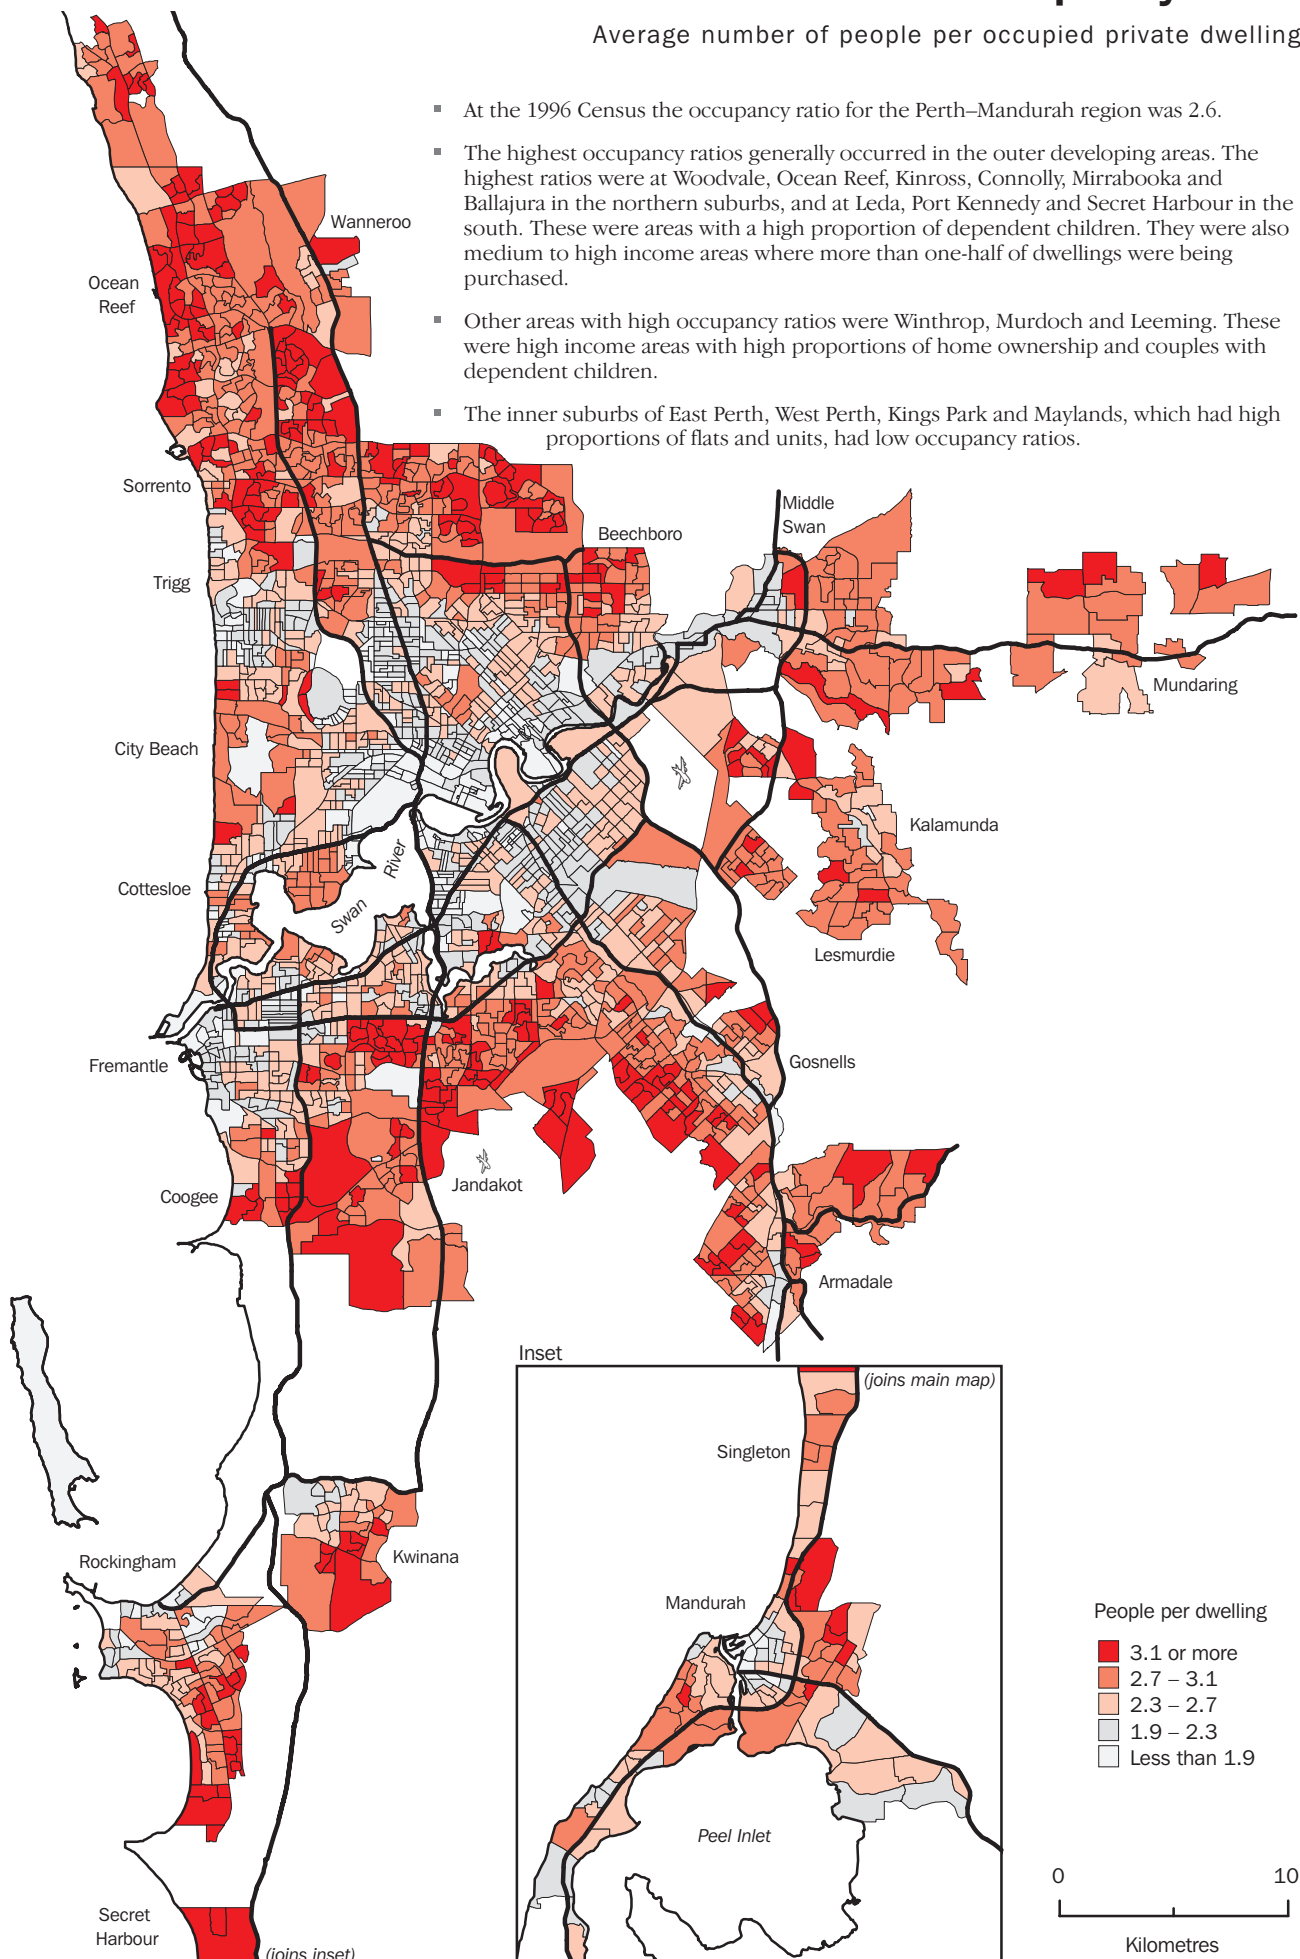 Average number of people per occupied private dwelling
▪ At the 1996 Census the occupancy ratio for the Perth–Mandurah region was 2.6.
▪ The highest occupancy ratios generally occurred in the outer developing areas. The
highest ratios were at Woodvale, Ocean Reef, Kinross, Connolly, Mirrabooka and
Ballajura in the northern suburbs, and at Leda, Port Kennedy and Secret Harbour in the
south. These were areas with a high proportion of dependent children. They were also
medium to high income areas where more than one-half of dwellings were being
purchased.
▪ Other areas with high occupancy ratios were Winthrop, Murdoch and Leeming. These
were high income areas with high proportions of home ownership and couples with
dependent children.
▪ The inner suburbs of East Perth, West Perth, Kings Park and Maylands, which had high
proportions of flats and units, had low occupancy ratios.
Wanneroo
Ocean
Reef
Sorrento
Middle
Swan
Beechboro
Trigg
Mundaring
City Beach
Kalamunda
River
Cottesloe
Swan
Lesmurdie
Fremantle
Gosnells
Jandakot
Coogee
Armadale
Inset
(joins main map)
Singleton
Rockingham
Kwinana
Mandurah
Peel Inlet
Secret
Harbour
(joins inset)
People per dwelling
3.1 or more
2.7 – 3.1
2.3 – 2.7
1.9 – 2.3
Less than 1.9
0 10
Kilometres